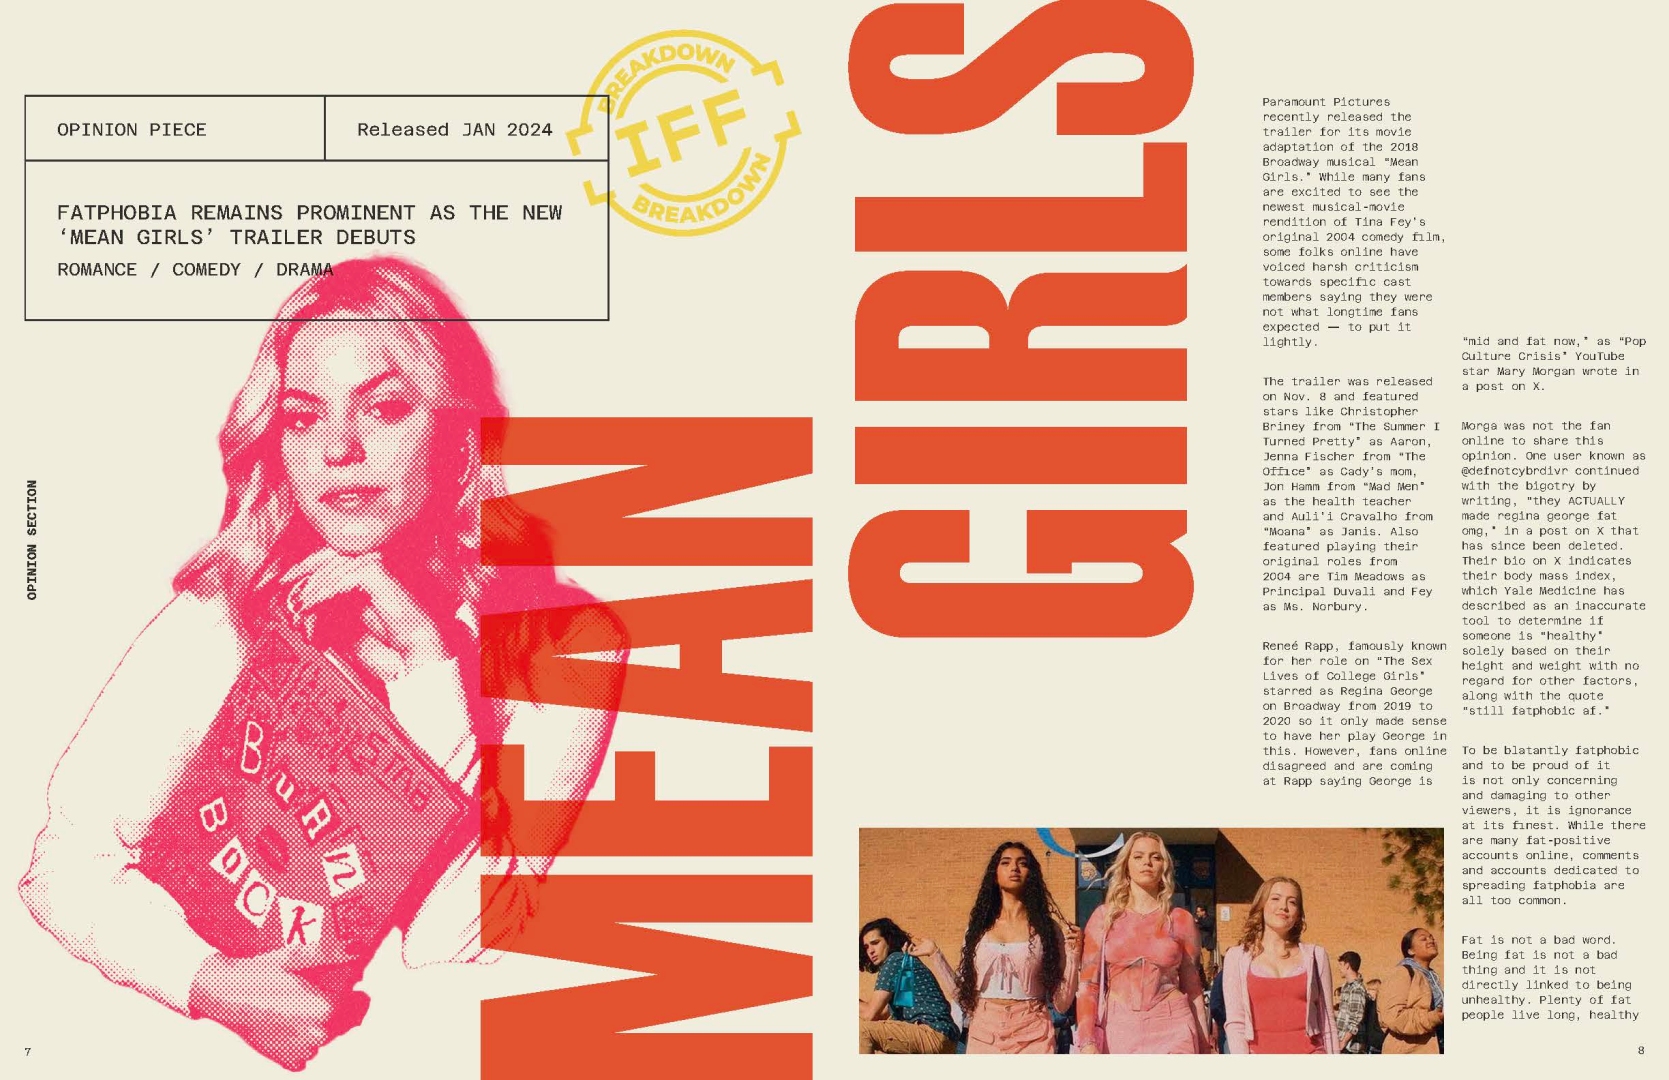 OPINION PIECE
Released JAN 2024
FATPHOBIA REMAINS PROMINENT AS THE NEW
‘MEAN GIRLS’ TRAILER DEBUTS
ROMANCE / COMEDY / DRAMA
BREAKDOWN
IFF
BREAKDOWN
OPINION SECTION
BuRN
BOOK
MEAN
GIRLS
Paramount Pictures
recently released the
trailer for its movie
adaptation of the 2018
Broadway musical “Mean
Girls.” While many fans
are excited to see the
newest musical-movie
rendition of Tina Fey’s
original 2004 comedy film,
some folks online have
voiced harsh criticism
towards specific cast
members saying they were
not what longtime fans
expected — to put it
lightly.
The trailer was released
on Nov. 8 and featured
stars like Christopher
Briney from “The Summer I
Turned Pretty” as Aaron,
Jenna Fischer from “The
Office” as Cady’s mom,
Jon Hamm from “Mad Men”
as the health teacher
and Auli’i Cravalho from
“Moana” as Janis. Also
featured playing their
original roles from
2004 are Tim Meadows as
Principal Duvall and Fey
as Ms. Norbury.
Reneé Rapp, famously known
for her role on “The Sex
Lives of College Girls”
starred as Regina George
on Broadway from 2019 to
2020 so it only made sense
to have her play George in
this. However, fans online
disagreed and are coming
at Rapp saying George is
“mid and fat now,” as “Pop
Culture Crisis” YouTube
star Mary Morgan wrote in
a post on X.
Morga was not the fan
online to share this
opinion. One user known as
@defnotcybrdivr continued
with the bigotry by
writing, “they ACTUALLY
made regina george fat
omg,” in a post on X that
has since been deleted.
Their bio on X indicates
their body mass index,
which Yale Medicine has
described as an inaccurate
tool to determine if
someone is “healthy”
solely based on their
height and weight with no
regard for other factors,
along with the quote
“still fatphobic af.”
To be blatantly fatphobic
and to be proud of it
is not only concerning
and damaging to other
viewers, it is ignorance
at its finest. While there
are many fat-positive
accounts online, comments
and accounts dedicated to
spreading fatphobia are
all too common.
Fat is not a bad word.
Being fat is not a bad
thing and it is not
directly linked to being
unhealthy. Plenty of fat
people live long, healthy
7
8